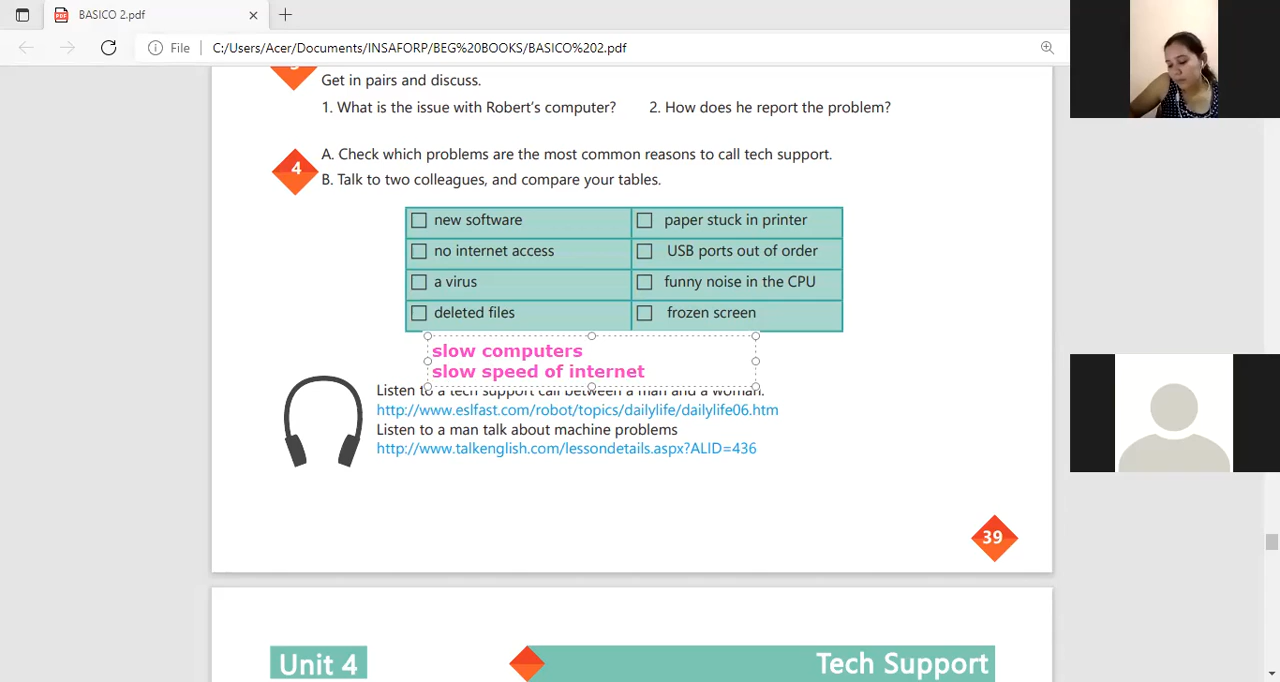 BASICO 2.pdf
File
C:/Users/Acer/Documents/INSAFORP/BEG%20BOOKS/BASICO%202.pdf
Get in pairs and discuss.
1. What is the issue with Robert's computer? 2. How does he report the problem?
4
A. Check which problems are the most common reasons to call tech support.
B. Talk to two colleagues, and compare your tables.
new software
paper stuck in printer
no internet access
USB ports out of order
a virus
funny noise in the CPU
deleted files
frozen screen
slow computers
slow speed of internet
Listen to a tech support call between a man and a woman.
http://www.eslfast.com/robot/topics/dailylife/dailylife06.htm
Listen to a man talk about machine problems
http://www.talkenglish.com/lessondetails.aspx?ALID=436
39
Unit 4
Tech Support